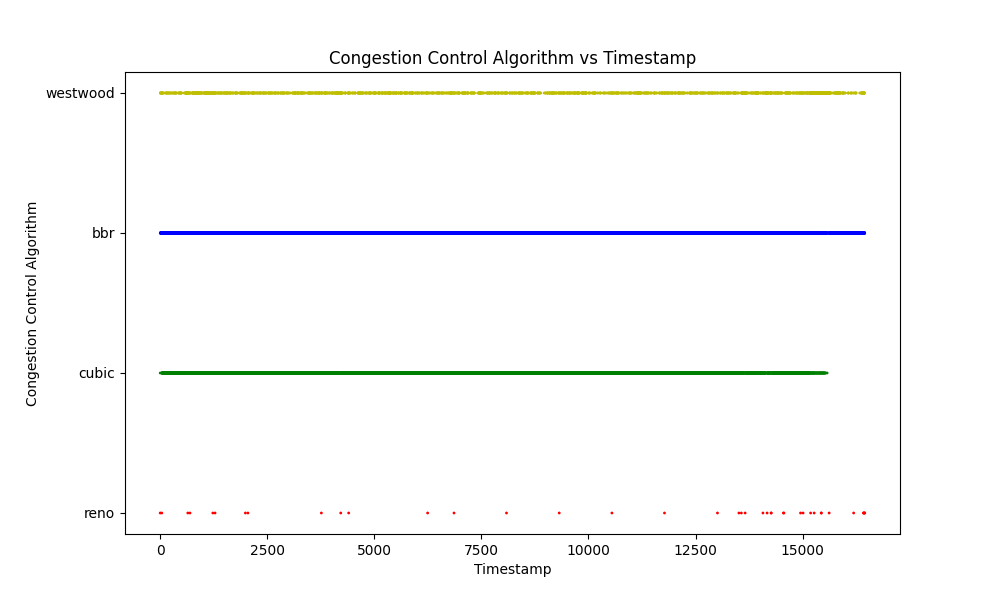 Congestion Control Algorithm vs Timestamp
westwood
bbr
cubic
reno
Congestion Control Algorithm
0 2500 5000 7500 10000 12500 15000
Timestamp